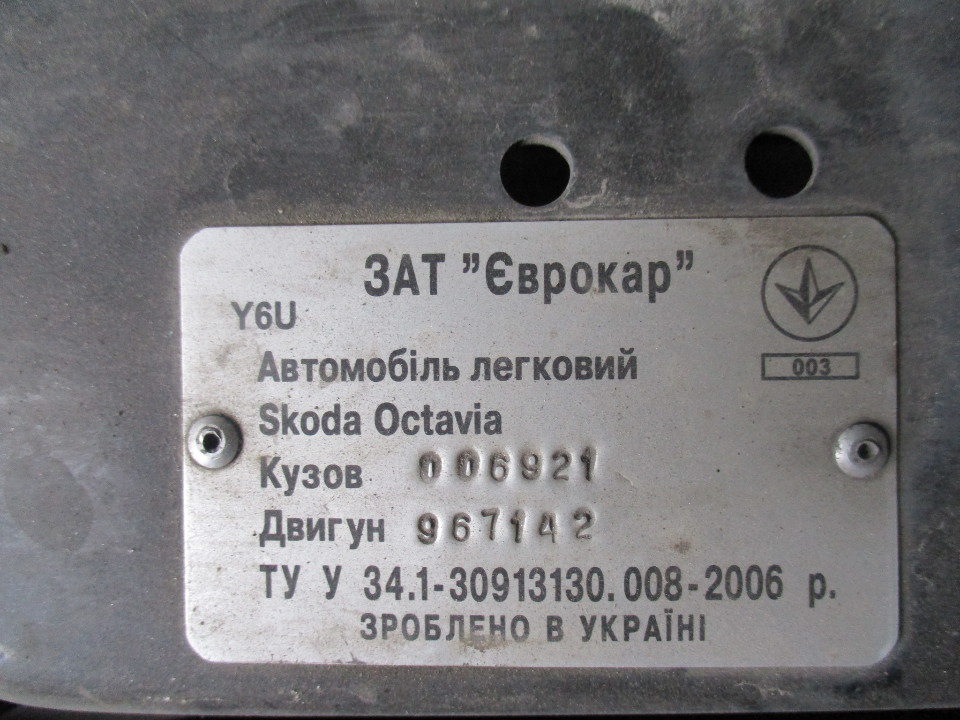 ЗАТ "Єврокар"
Y6U
003
Автомобіль легковий
Skoda Octavia
Кузов 006921
Двигун 967142
ТУ У 34.1-30913130.008-2006 р.
ЗРОБЛЕНО В УКРАЇНІ